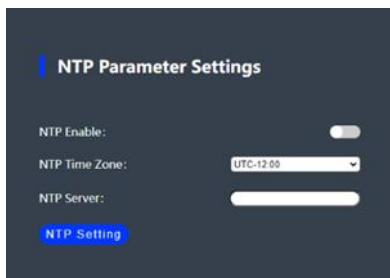 NTP Parameter Settings
NTP Enable:
NTP Time Zone: UTC-12:00
NTP Server:
NTP Setting